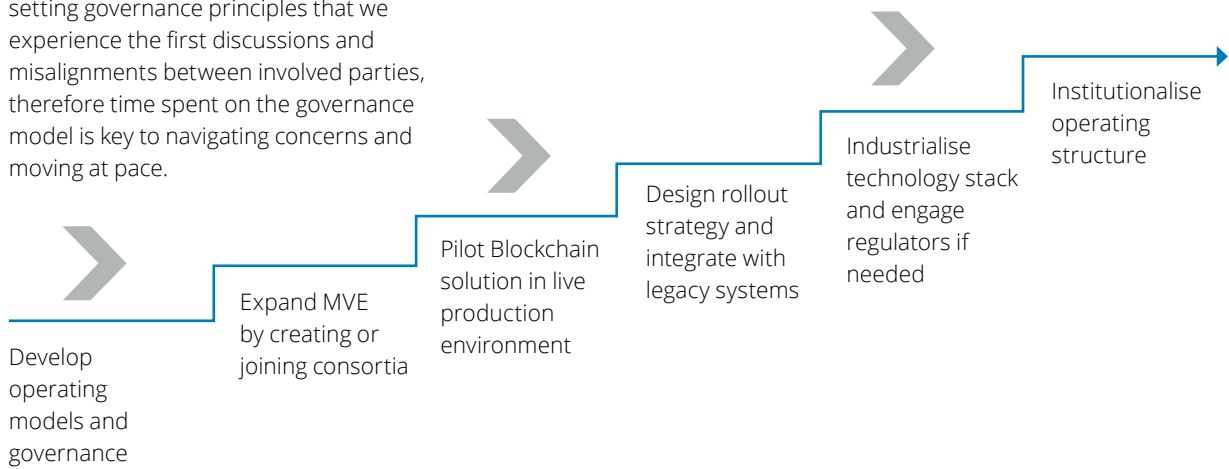 setting governance principles that we
experience the first discussions and
misalignments between involved parties,
therefore time spent on the governance
model is key to navigating concerns and
moving at pace.
Develop
operating
models and
governance
Expand MVE
by creating or
joining consortia
Pilot Blockchain
solution in live
production
environment
Design rollout
strategy and
integrate with
legacy systems
Industrialise
technology stack
and engage
regulators if
needed
Institutionalise
operating
structure